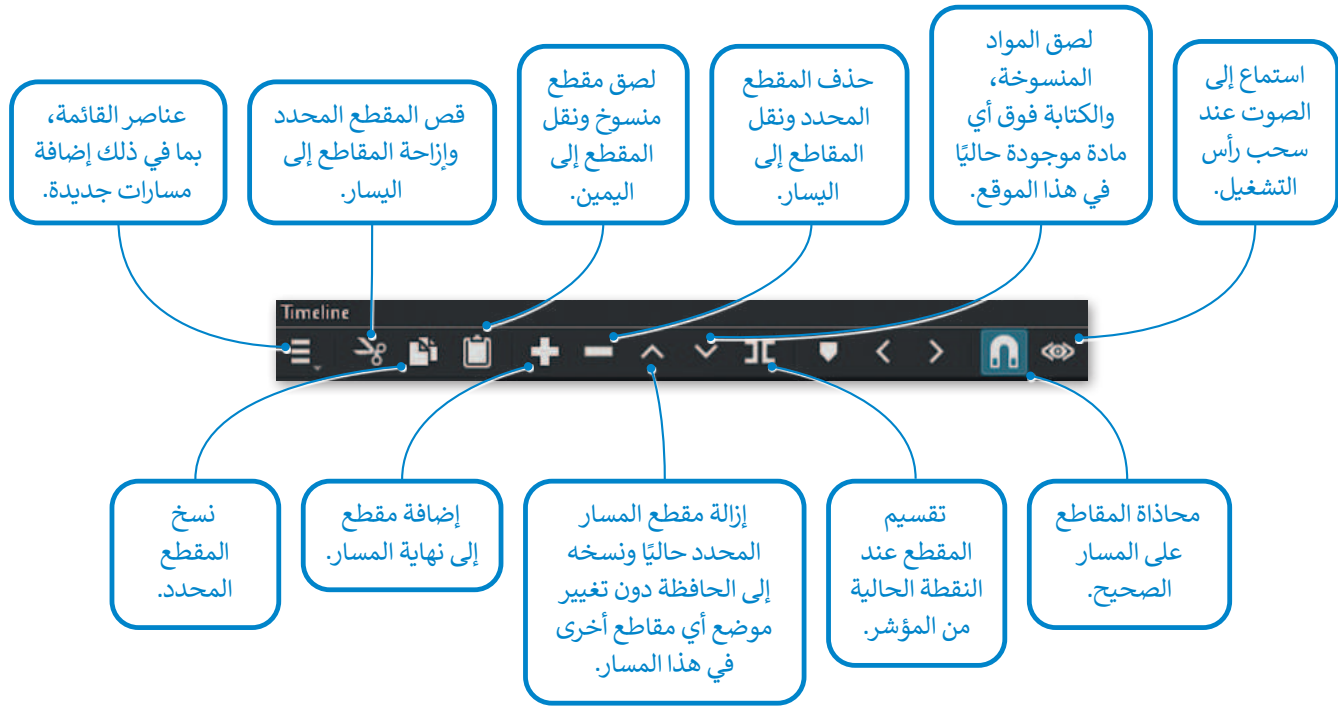 عناصر القائمة،
بما في ذلك إضافة
مسارات جديدة.
قص المقطع المحدد
وإزاحة المقاطع إلى
اليسار.
لصق مقطع
منسوخ ونقل
المقطع إلى
اليمين.
حذف المقطع
المحدد ونقل
المقاطع إلى
اليسار.
لصق المواد
المنسوخة،
والكتابة فوق أي
مادة موجودة حاليًا
في هذا الموقع.
استماع إلى
الصوت عند
سحب رأس
التشغيل.
Timeline
نسخ
المقطع
المحدد.
إضافة مقطع
إلى نهاية المسار.
إزالة مقطع المسار
المحدد حاليًا ونسخه
إلى الحافظة دون تغيير
موضع أي مقاطع أخرى
في هذا المسار.
تقسيم
المقطع عند
النقطة الحالية
من المؤشر.
محاذاة المقاطع
على المسار
الصحيح.